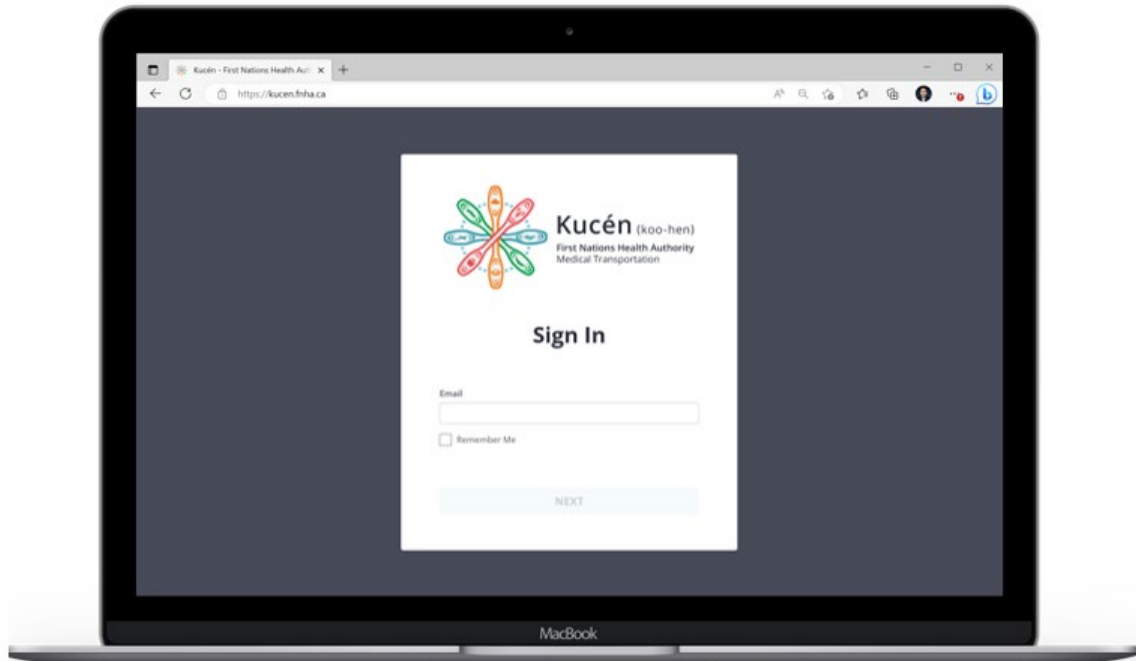 Kucén - First Nations Health Aut
https://kucen.fnha.ca
Kucén (koo-hen)
First Nations Health Authority
Medical Transportation
Sign In
Email
Remember Me
NEXT
MacBook